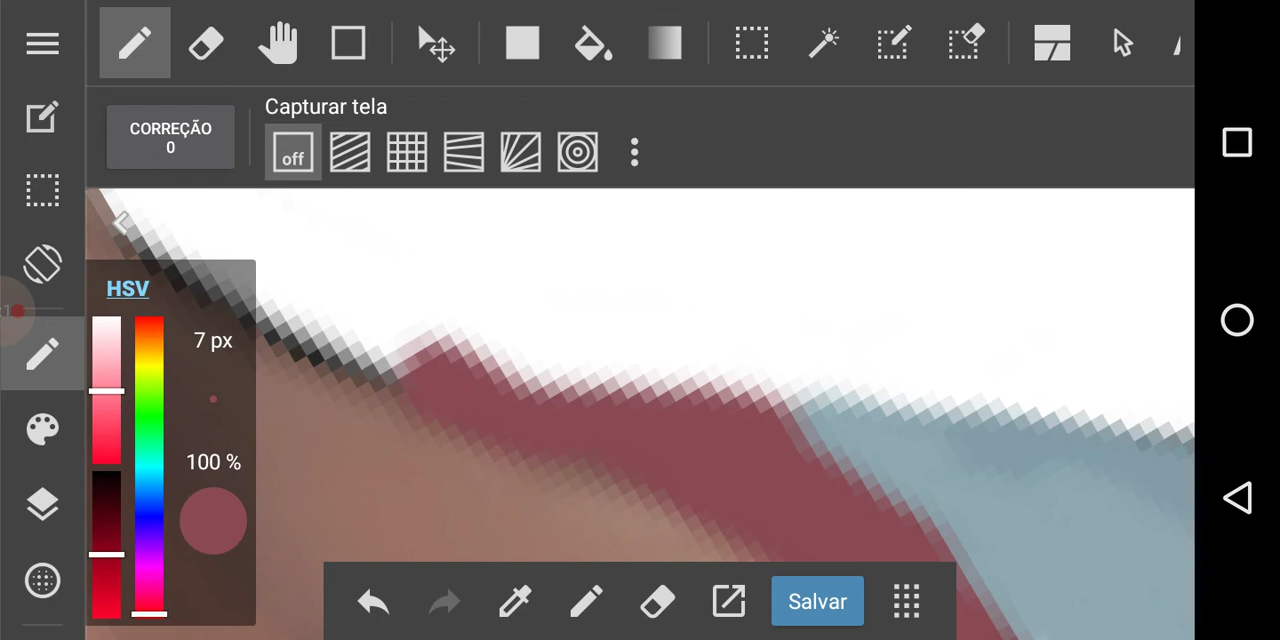 Capturar tela
CORREÇÃO
0
off
HSV
7 px
100 %
Salvar